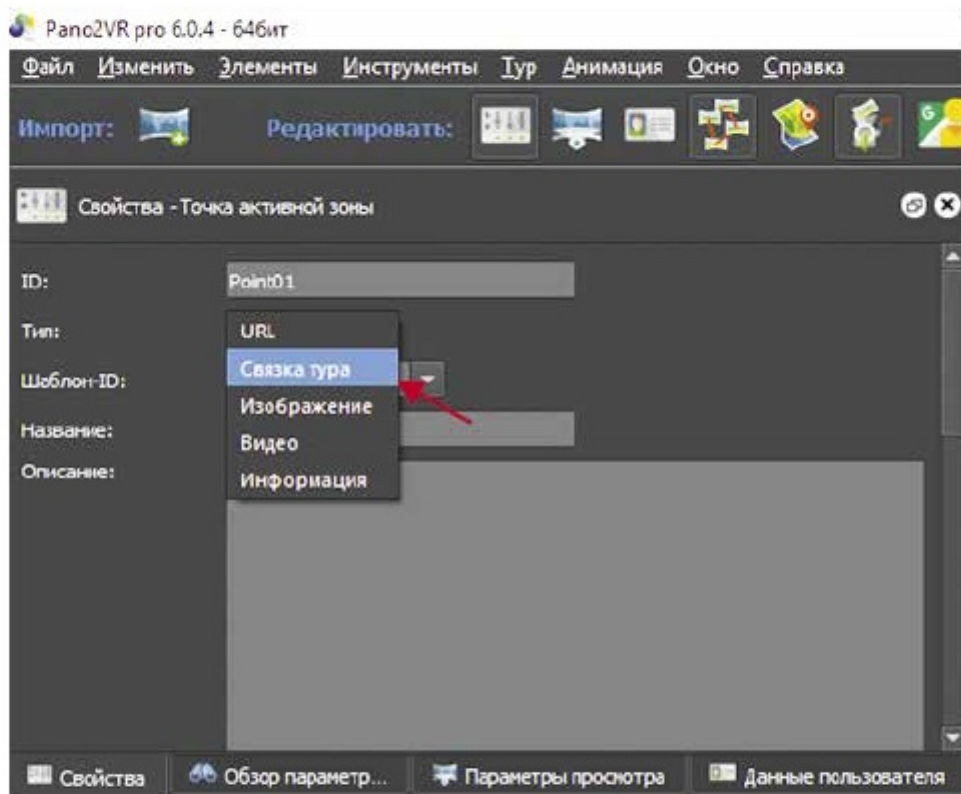 Pano2VR pro 6.0.4 - 64бит
Файл Изменить Элементы Инструменты Тур Анимация Окно Справка
Импорт: Редактировать:
G
Свойства - Точка активной зоны
ID: Point01
Тип: URL
Связка тура
Шаблон-ID:
Изображение
Название:
Видео
Описание:
Информация
Свойства Обзор параметр... Параметры просмотра Данные пользователя